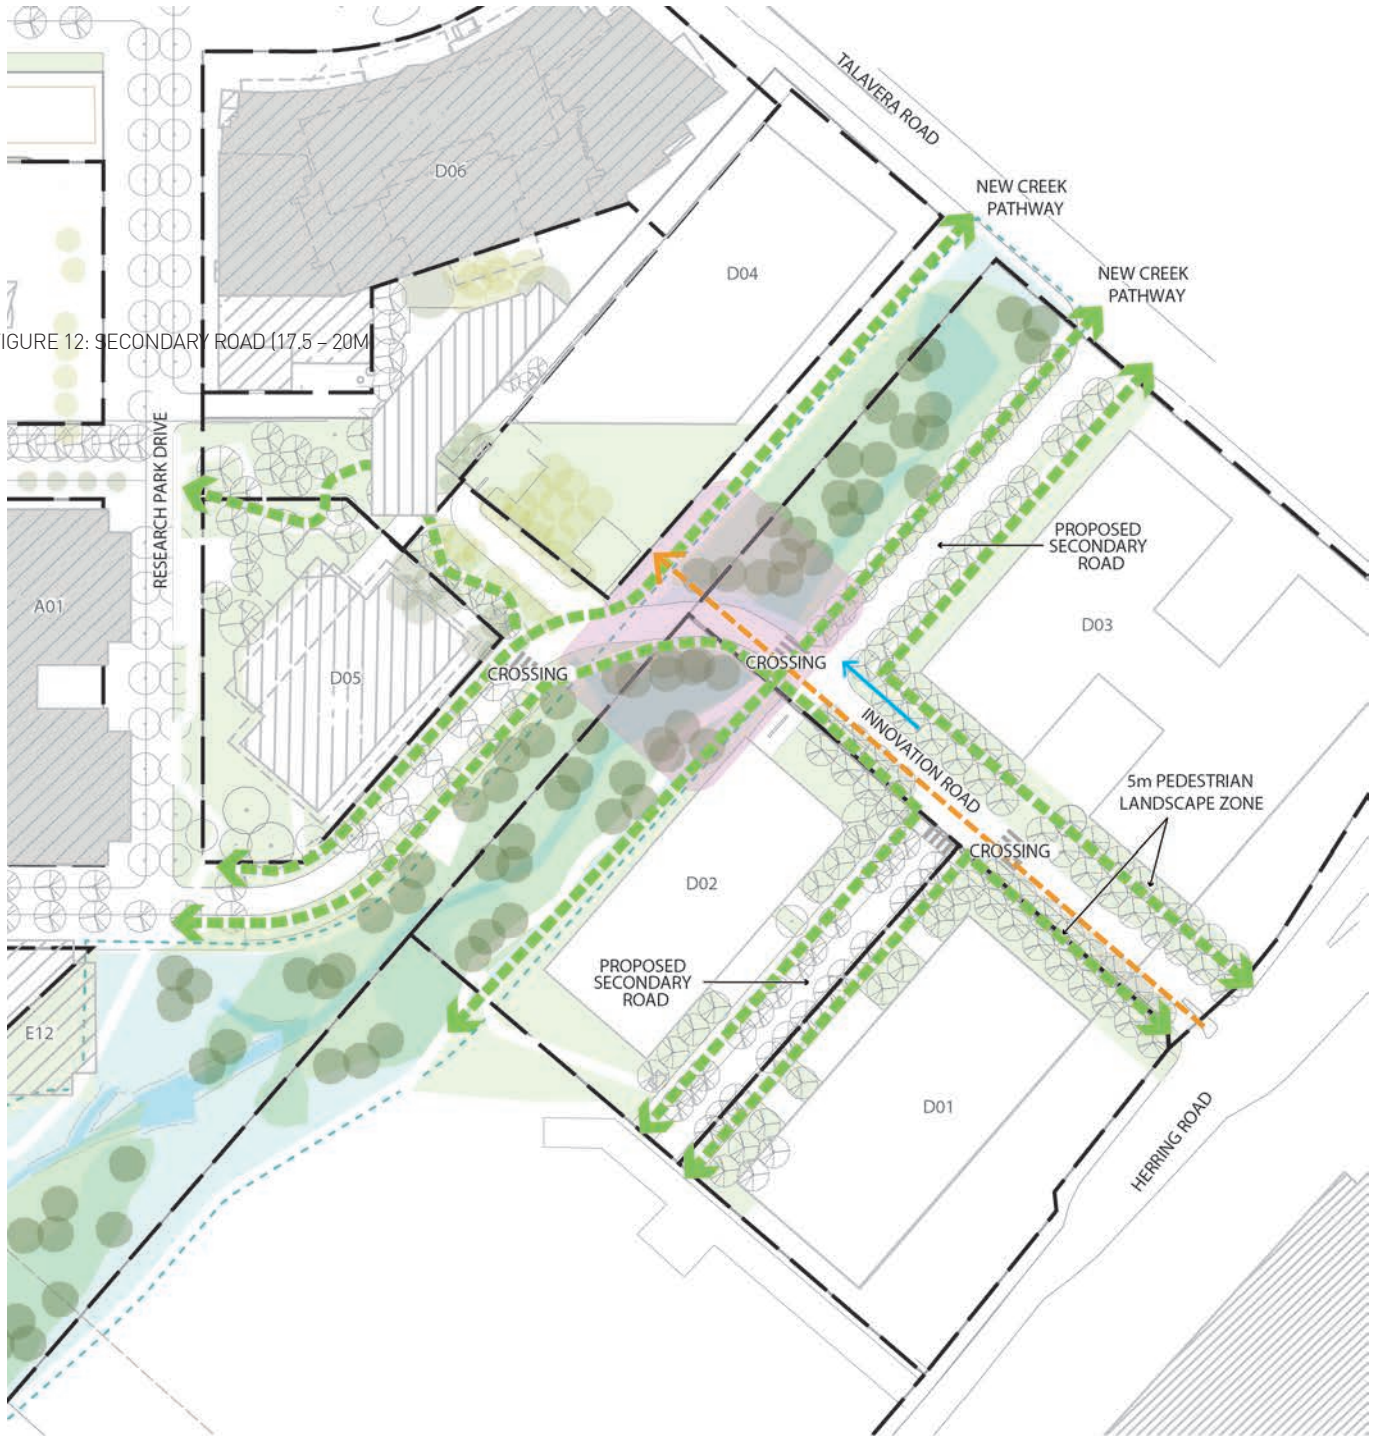 TALAVERA ROAD
D06
NEW CREEK
PATHWAY
D04
NEW CREEK
PATHWAY
IGURE 12: SECONDARY ROAD (17.5 – 20M
RESEARCH PARK DRIVE
PROPOSED
SECONDARY
ROAD
A01
D03
D05
CROSSING
CROSSING
INNOVATION ROAD
5m PEDESTRIAN
LANDSCAPE ZONE
CROSSING
D02
PROPOSED
SECONDARY
ROAD
E12
D01
HERRING ROAD